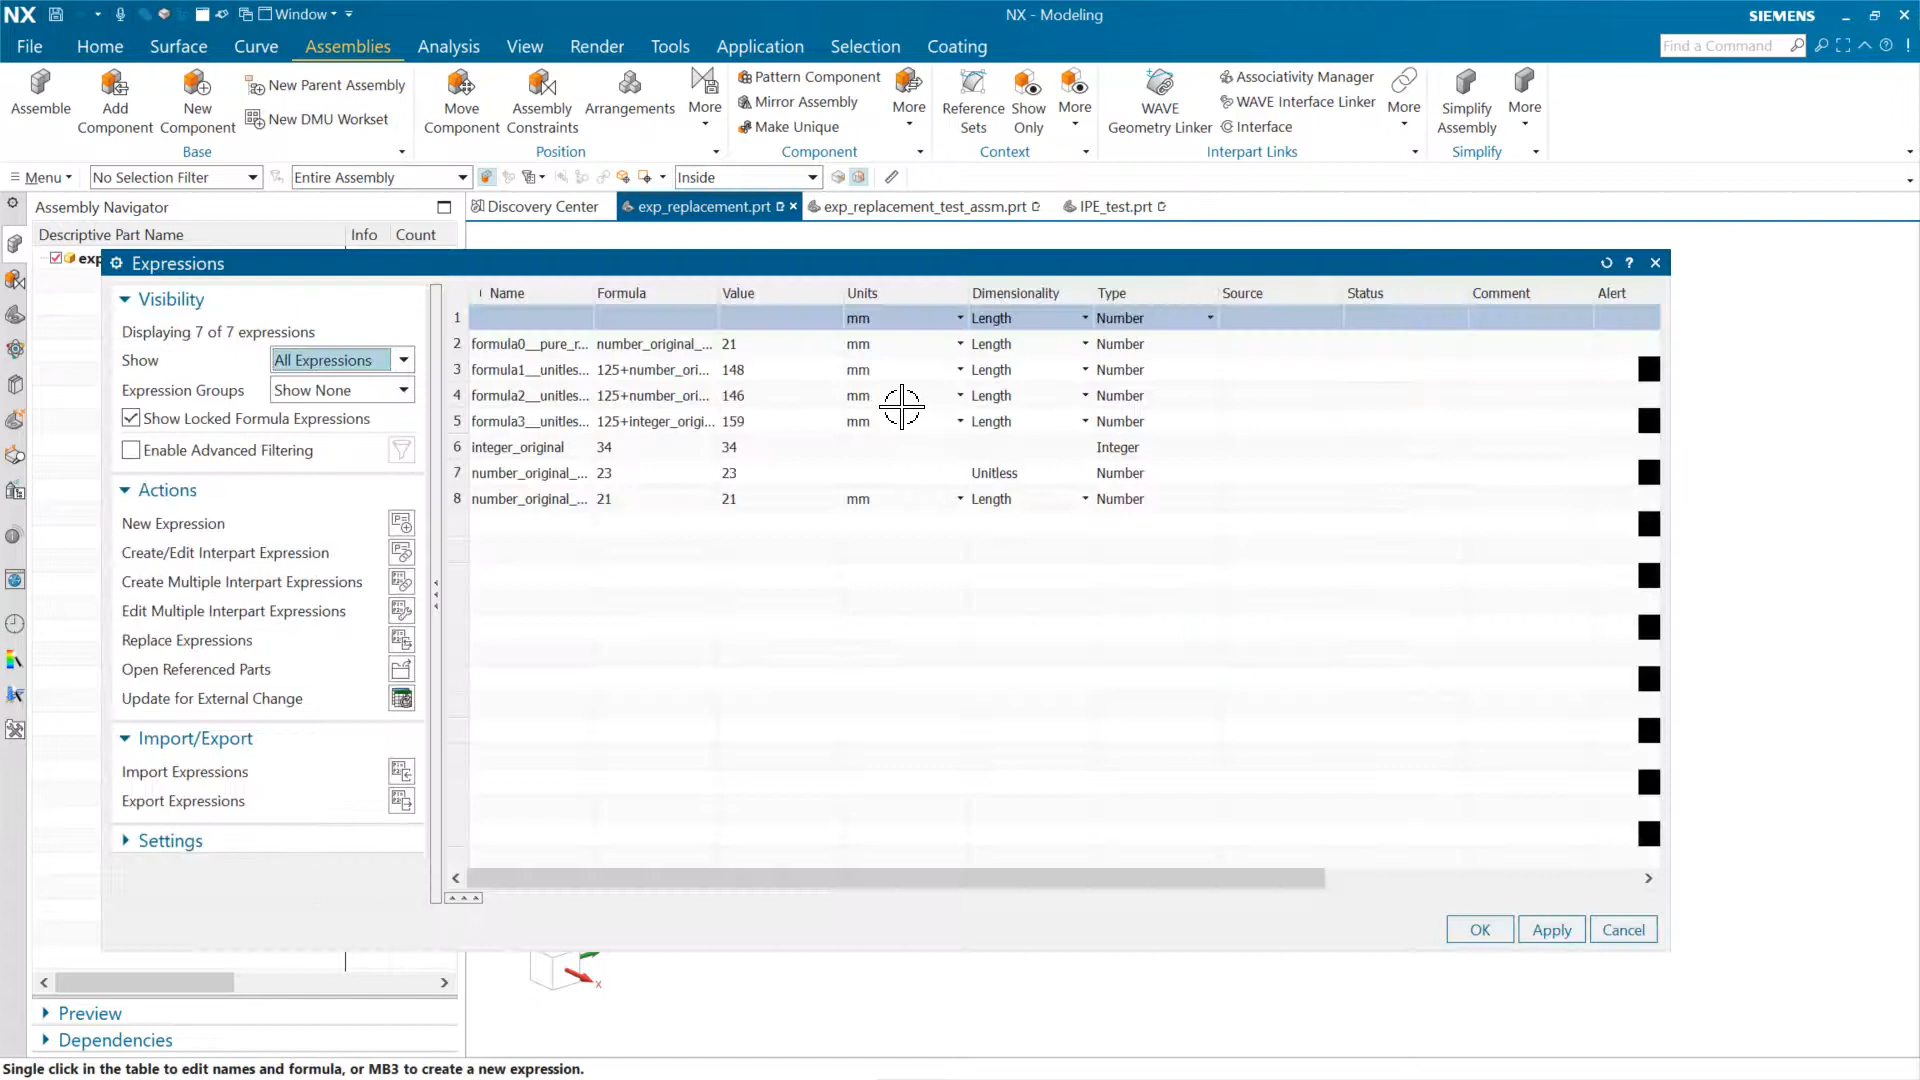 NX Window NX - Modeling SIEMENS
File Home Surface Curve Assemblies Analysis View Render Tools Application Selection Coating Find a Command
Assemble
Add Component
New Component
New Parent Assembly
New DMU Workset
Base
Move Component
Assembly Constraints
Arrangements
More
Position
Pattern Component
Mirror Assembly
Make Unique
More
Component
Reference Sets
Show Only
More
Context
WAVE Geometry Linker
Associativity Manager
WAVE Interface Linker
Interface
More
Interpart Links
Simplify Assembly
More
Simplify
Menu No Selection Filter Entire Assembly Inside
Assembly Navigator
Discovery Center exp_replacement.prt exp_replacement_test_assm.prt IPE_test.prt
Descriptive Part Name Info Count
exp
Expressions
Visibility
Displaying 7 of 7 expressions
Show All Expressions
Expression Groups Show None
Show Locked Formula Expressions
Enable Advanced Filtering
Actions
New Expression
Create/Edit Interpart Expression
Create Multiple Interpart Expressions
Edit Multiple Interpart Expressions
Replace Expressions
Open Referenced Parts
Update for External Change
Import/Export
Import Expressions
Export Expressions
Settings
Name Formula Value Units Dimensionality Type Source Status Comment Alert
1 mm Length Number
2 formula0__pure_r... number_original_... 21 mm Length Number
3 formula1__unitles... 125+number_ori... 148 mm Length Number
4 formula2__unitles... 125+number_ori... 146 mm Length Number
5 formula3__unitles... 125+integer_origi... 159 mm Length Number
6 integer_original 34 34 Integer
7 number_original_... 23 23 Unitless Number
8 number_original_... 21 21 mm Length Number
OK Apply Cancel
X
Preview
Dependencies
Single click in the table to edit names and formula, or MB3 to create a new expression.